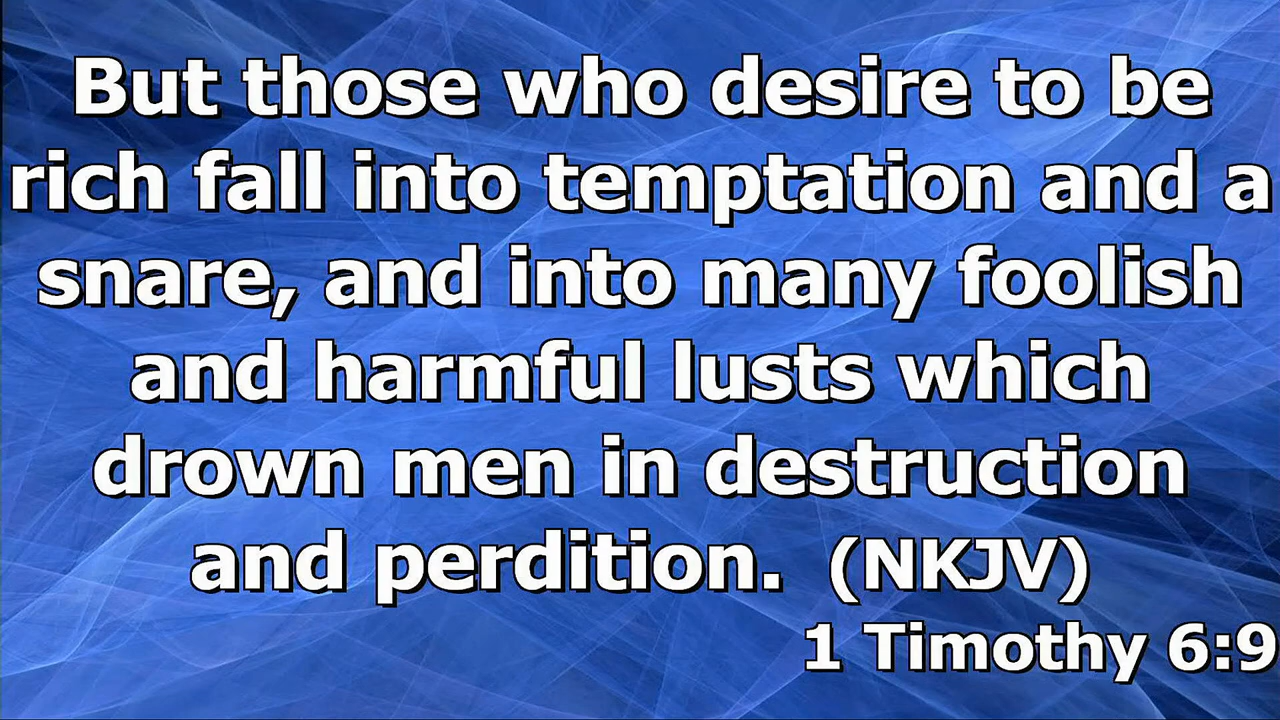 But those who desire to be
rich fall into temptation and a
snare, and into many foolish
and harmful lusts which
drown men in destruction
and perdition.  (NKJV)
1 Timothy 6:9